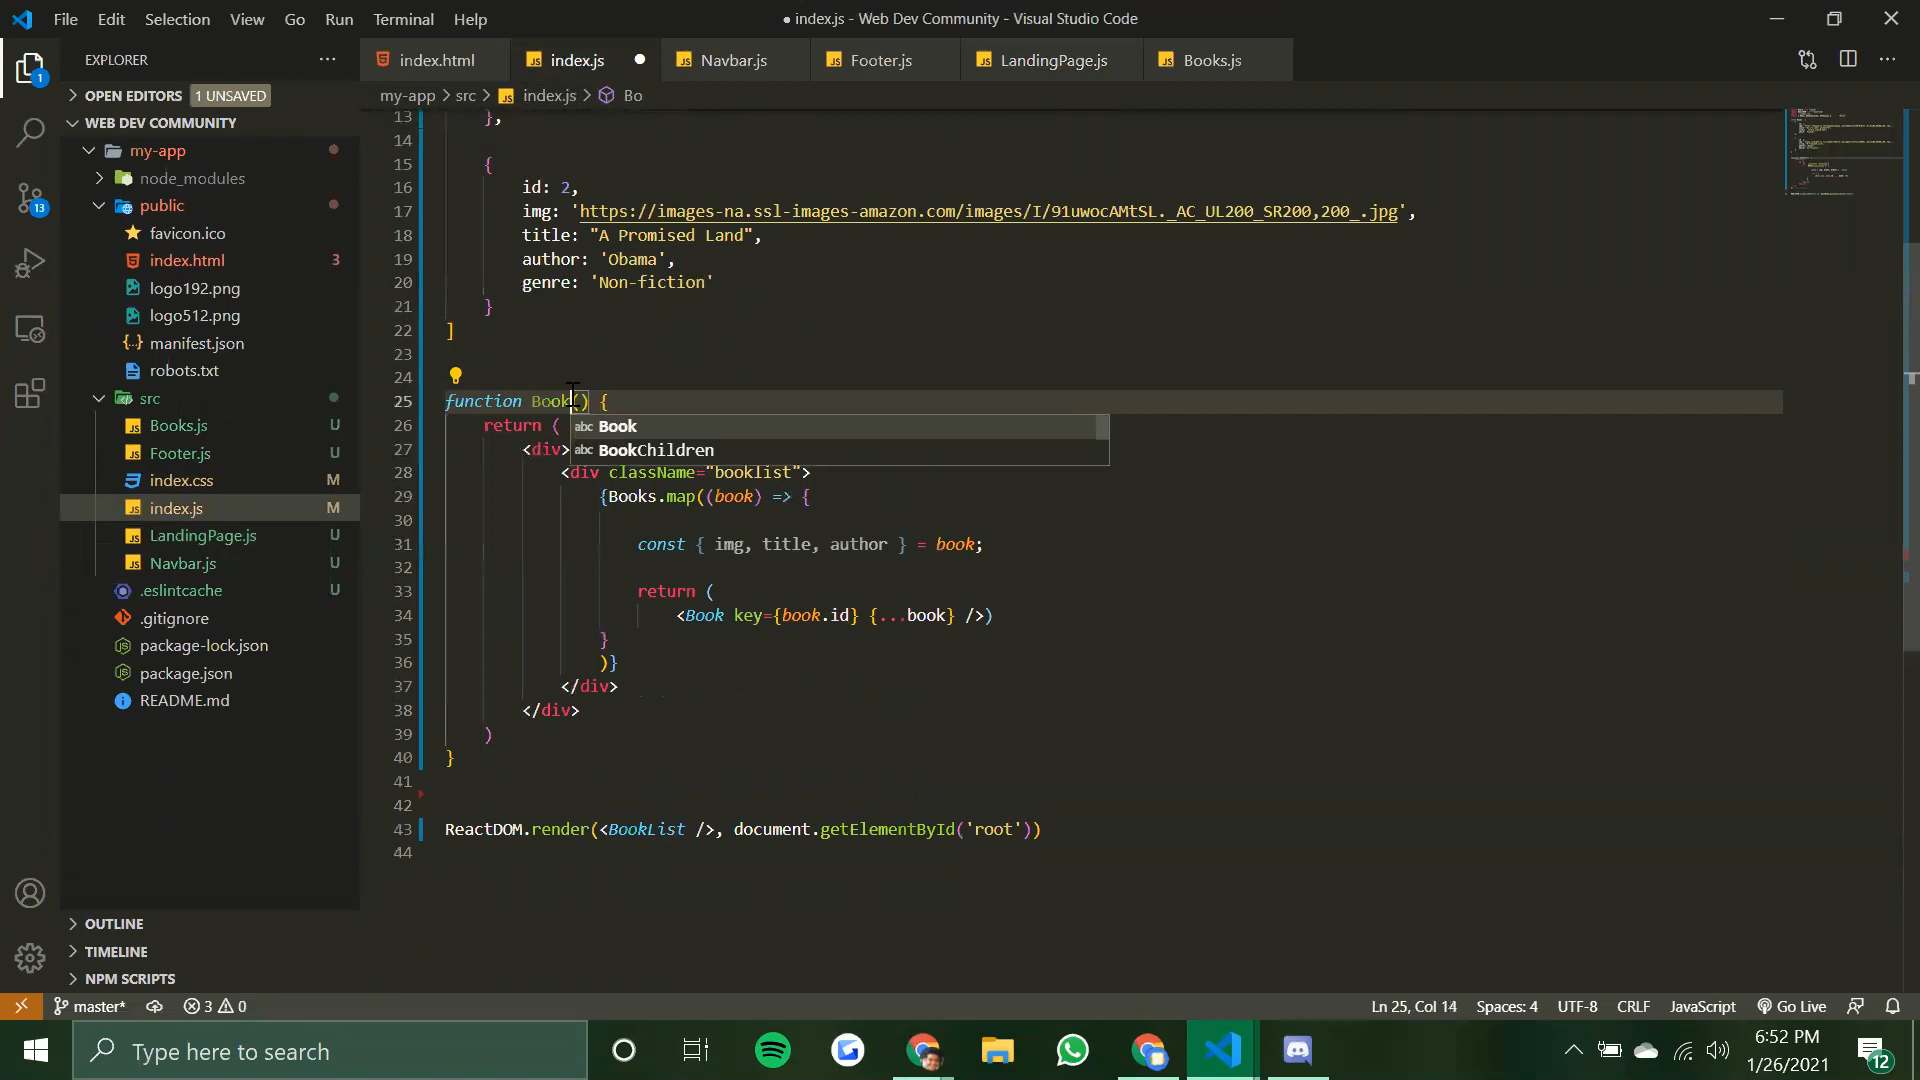 File Edit Selection View Go Run Terminal Help
● index.js - Web Dev Community - Visual Studio Code
EXPLORER ···
index.html
index.js
Navbar.js
Footer.js
LandingPage.js
Books.js
OPEN EDITORS 1 UNSAVED
my-app > src > index.js > Bo
WEB DEV COMMUNITY
my-app
node_modules
public
favicon.ico
index.html 3
logo192.png
logo512.png
manifest.json
robots.txt
src
Books.js U
Footer.js U
index.css M
index.js M
LandingPage.js U
Navbar.js U
.eslintcache U
.gitignore
package-lock.json
package.json
README.md
OUTLINE
TIMELINE
NPM SCRIPTS
1
13
13 },
14
15 {
16 id: 2,
17 img: 'https://images-na.ssl-images-amazon.com/images/I/91uwocAMtSL._AC_UL200_SR200,200_.jpg',
18 title: "A Promised Land",
19 author: 'Obama',
20 genre: 'Non-fiction'
21 }
22 ]
23
24
25 function Book() {
26 return (
abc Book
27 <div>
abc BookChildren
28 <div className="booklist">
29 {Books.map((book) => {
30
31 const { img, title, author } = book;
32
33 return (
34 <Book key={book.id} {...book} />)
35 }
36 )}
37 </div>
38 </div>
39 )
40 }
41
42
43 ReactDOM.render(<BookList />, document.getElementById('root'))
44
master* 3 0
Ln 25, Col 14 Spaces: 4 UTF-8 CRLF JavaScript Go Live
Type here to search
6:52 PM
1/26/2021
12